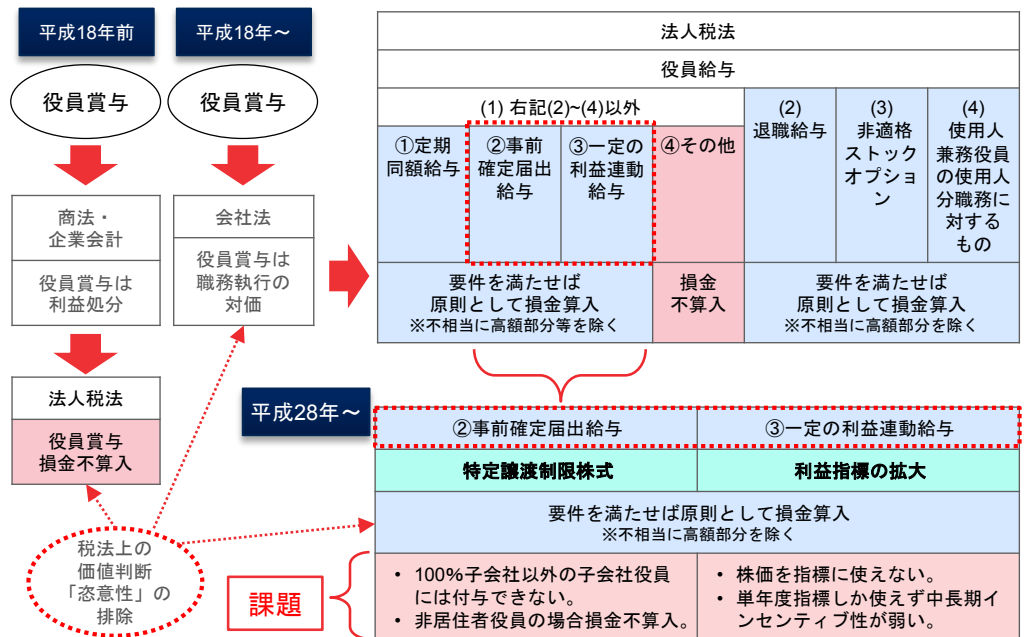 平成18年前
平成18年～
役員賞与
役員賞与
商法・
企業会計
役員賞与は
利益処分
会社法
役員賞与は
職務執行の
対価
法人税法
役員賞与
損金不算入
税法上の
価値判断
「恣意性」の
排除
法人税法
役員給与
(1) 右記(2)~(4)以外
①定期
同額給与
②事前
確定届出
給与
③一定の
利益連動
給与
④その他
(2)
退職給与
(3)
非適格
ストック
オプショ
ン
(4)
使用人
兼務役員
の使用人
分職務に
対する
もの
要件を満たせば
原則として損金算入
※不相当に高額部分等を除く
損金
不算入
要件を満たせば
原則として損金算入
※不相当に高額部分を除く
平成28年～
②事前確定届出給与
③一定の利益連動給与
特定譲渡制限株式
利益指標の拡大
要件を満たせば原則として損金算入
※不相当に高額部分を除く
課題
• 100%子会社以外の子会社役員
には付与できない。
• 非居住者役員の場合損金不算入。
• 株価を指標に使えない。
• 単年度指標しか使えず中長期イ
ンセンティブ性が弱い。